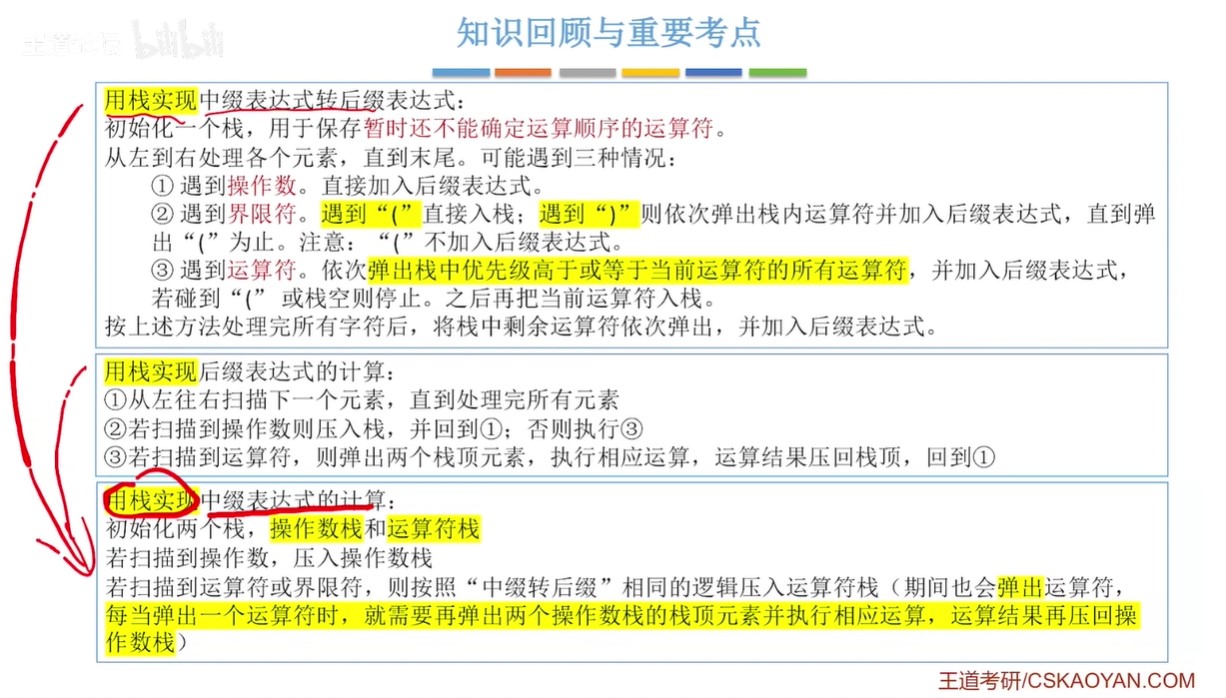 王道论坛 bilibili
知识回顾与重要考点
用栈实现中缀表达式转后缀表达式：
初始化一个栈，用于保存暂时还不能确定运算顺序的运算符。
从左到右处理各个元素，直到末尾。可能遇到三种情况：
① 遇到操作数。直接加入后缀表达式。
② 遇到界限符。遇到“(”直接入栈；遇到“)”则依次弹出栈内运算符并加入后缀表达式，直到弹
出“(”为止。注意：“(”不加入后缀表达式。
③ 遇到运算符。依次弹出栈中优先级高于或等于当前运算符的所有运算符，并加入后缀表达式，
若碰到“(” 或栈空则停止。之后再把当前运算符入栈。
按上述方法处理完所有字符后，将栈中剩余运算符依次弹出，并加入后缀表达式。
用栈实现后缀表达式的计算：
①从左往右扫描下一个元素，直到处理完所有元素
②若扫描到操作数则压入栈，并回到①；否则执行③
③若扫描到运算符，则弹出两个栈顶元素，执行相应运算，运算结果压回栈顶，回到①
用栈实现中缀表达式的计算：
初始化两个栈，操作数栈和运算符栈
若扫描到操作数，压入操作数栈
若扫描到运算符或界限符，则按照“中缀转后缀”相同的逻辑压入运算符栈（期间也会弹出运算符，
每当弹出一个运算符时，就需要再弹出两个操作数栈的栈顶元素并执行相应运算，运算结果再压回操
作数栈）
王道考研/CSKAOYAN.COM